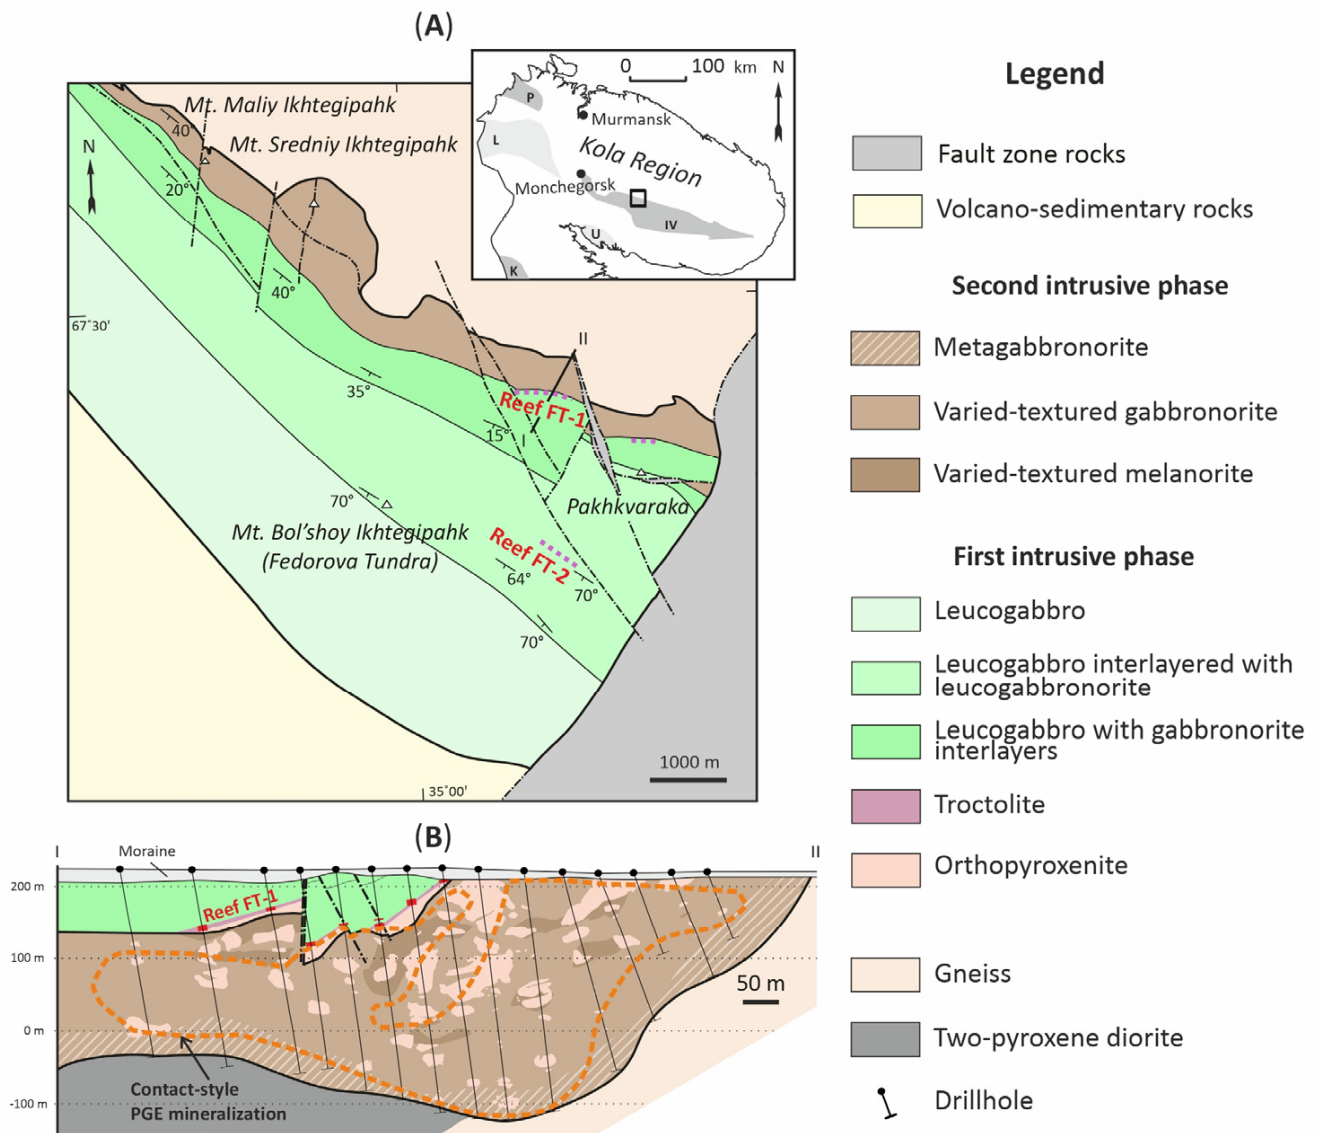 (A)
0 100 km N
P
Murmansk
L
Kola Region
Monchegorsk
IV
U
K
Mt. Maliy Ikhtegipahk
40°
Mt. Sredniy Ikhtegipahk
N
20°
40°
67°30'
II
35°
Reef FT-1
15°
I
70°
Pakhkvaraka
Mt. Bol'shoy Ikhtegipahk
(Fedorova Tundra)
Reef FT-2
64°
70°
70°
1000 m
35°00'
Legend
Fault zone rocks
Volcano-sedimentary rocks
Second intrusive phase
Metagabbronorite
Varied-textured gabbronorite
Varied-textured melanorite
First intrusive phase
Leucogabbro
Leucogabbro interlayered with
leucogabbronorite
Leucogabbro with gabbronorite
interlayers
Troctolite
Orthopyroxenite
Gneiss
Two-pyroxene diorite
Drillhole
(B)
I Moraine II
200 m
Reef FT-1
100 m
50 m
0 m
Contact-style
PGE mineralization
-100 m